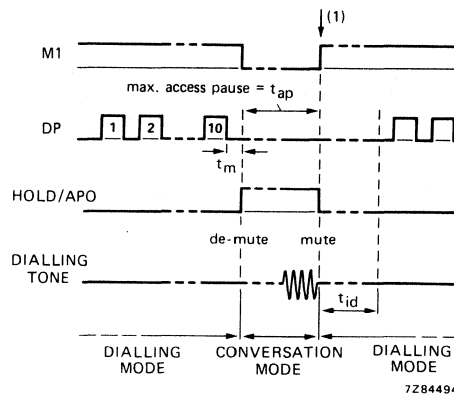 (1)
M1
max. access pause = tap
DP
1 2 10
tm
HOLD/APO
de-mute mute
DIALLING
TONE
tid
DIALLING
MODE
CONVERSATION
MODE
DIALLING
MODE
7Z84494